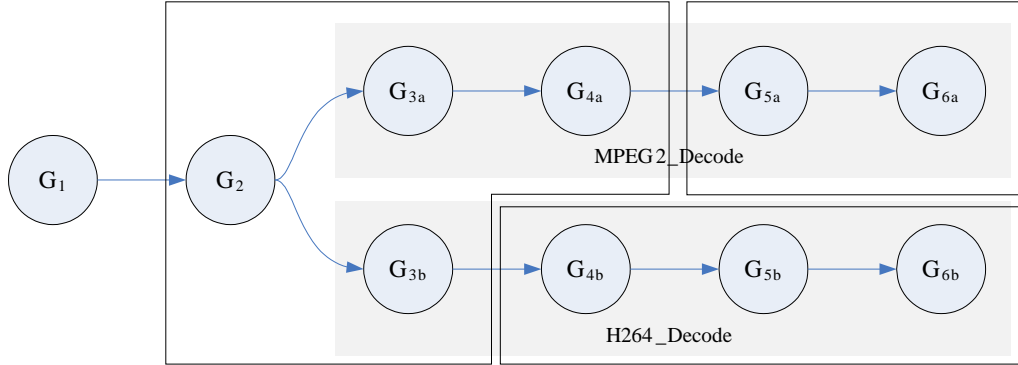 G3a G4a G5a G6a
MPEG2_Decode
G1 G2
G3b G4b G5b G6b
H264_Decode